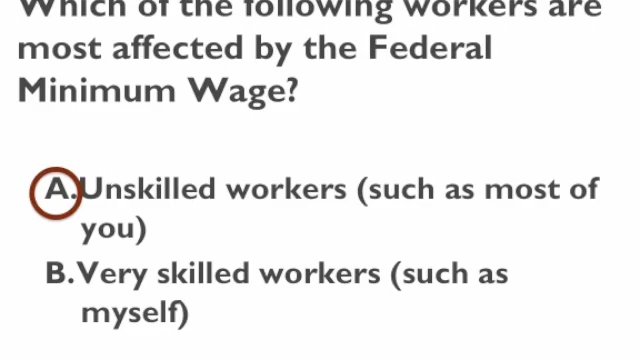 Which of the following workers are
most affected by the Federal
Minimum Wage?
A. Unskilled workers (such as most of
you)
B. Very skilled workers (such as
myself)